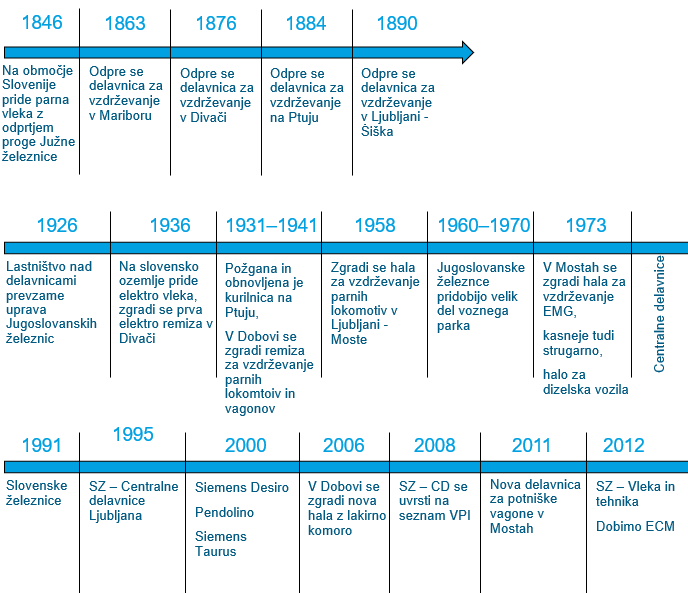 1846
1863
1876
1884
1890
Na območje
Slovenije
pride parna
vleka z
odprtjem
proge Južne
železnice
Odpre se
delavnica za
vzdrževanje
v Mariboru
Odpre se
delavnica za
vzdrževanje
v Divači
Odpre se
delavnica za
vzdrževanje
na Ptuju
Odpre se
delavnica za
vzdrževanje
v Ljubljani -
Šiška
1926
1936
1931–1941
1958
1960–1970
1973
Lastništvo nad
delavnicami
prevzame
uprava
Jugoslovanskih
železnic
Na slovensko
ozemlje pride
elektro vleka,
zgradi se prva
elektro remiza v
Divači
Požgana in
obnovljena je
kurilnica na
Ptuju,
V Dobovi se
zgradi remiza
za vzdrževanje
parnih
lokomtoiv in
vagonov
Zgradi se hala
za vzdrževanje
parnih
lokomotiv v
Ljubljani -
Moste
Jugoslovanske
železnce
pridobijo velik
del voznega
parka
V Mostah se
zgradi hala za
vzdrževanje
EMG,
kasneje tudi
strugarno,
halo za
dizelska vozila
Centralne delavnice
1991
1995
2000
2006
2008
2011
2012
Slovenske
železnice
SZ – Centralne
delavnice
Ljubljana
Siemens Desiro
Pendolino
Siemens
Taurus
V Dobovi se
zgradi nova
hala z lakirno
komoro
SZ – CD se
uvrsti na
seznam VPI
Nova delavnica
za potniške
vagone v
Mostah
SZ – Vleka in
tehnika
Dobimo ECM